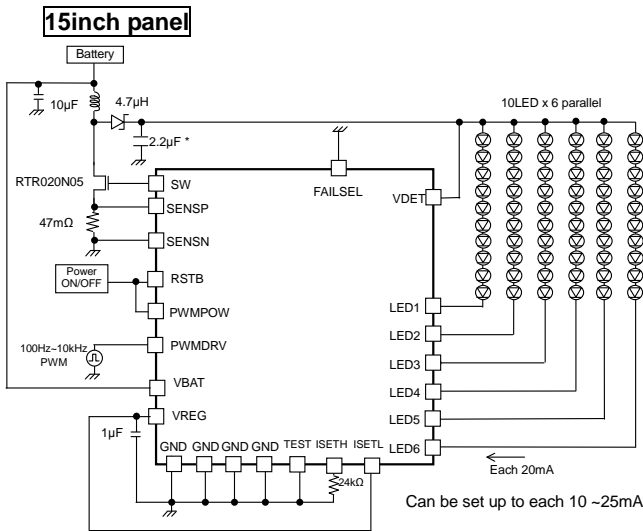 15inch panel
Battery
10µF
4.7µH
2.2µF *
10LED x 6 parallel
RTR020N05
SW
FAILSEL
VDET
SENSP
47mΩ
SENSN
Power
ON/OFF
RSTB
PWMPOW
LED1
LED2
100Hz~10kHz
PWM
PWMDRV
LED3
VBAT
LED4
VREG
LED5
1µF
GND GND GND GND TEST ISETH ISETL
LED6
24kΩ
Each 20mA
Can be set up to each 10 ~25mA